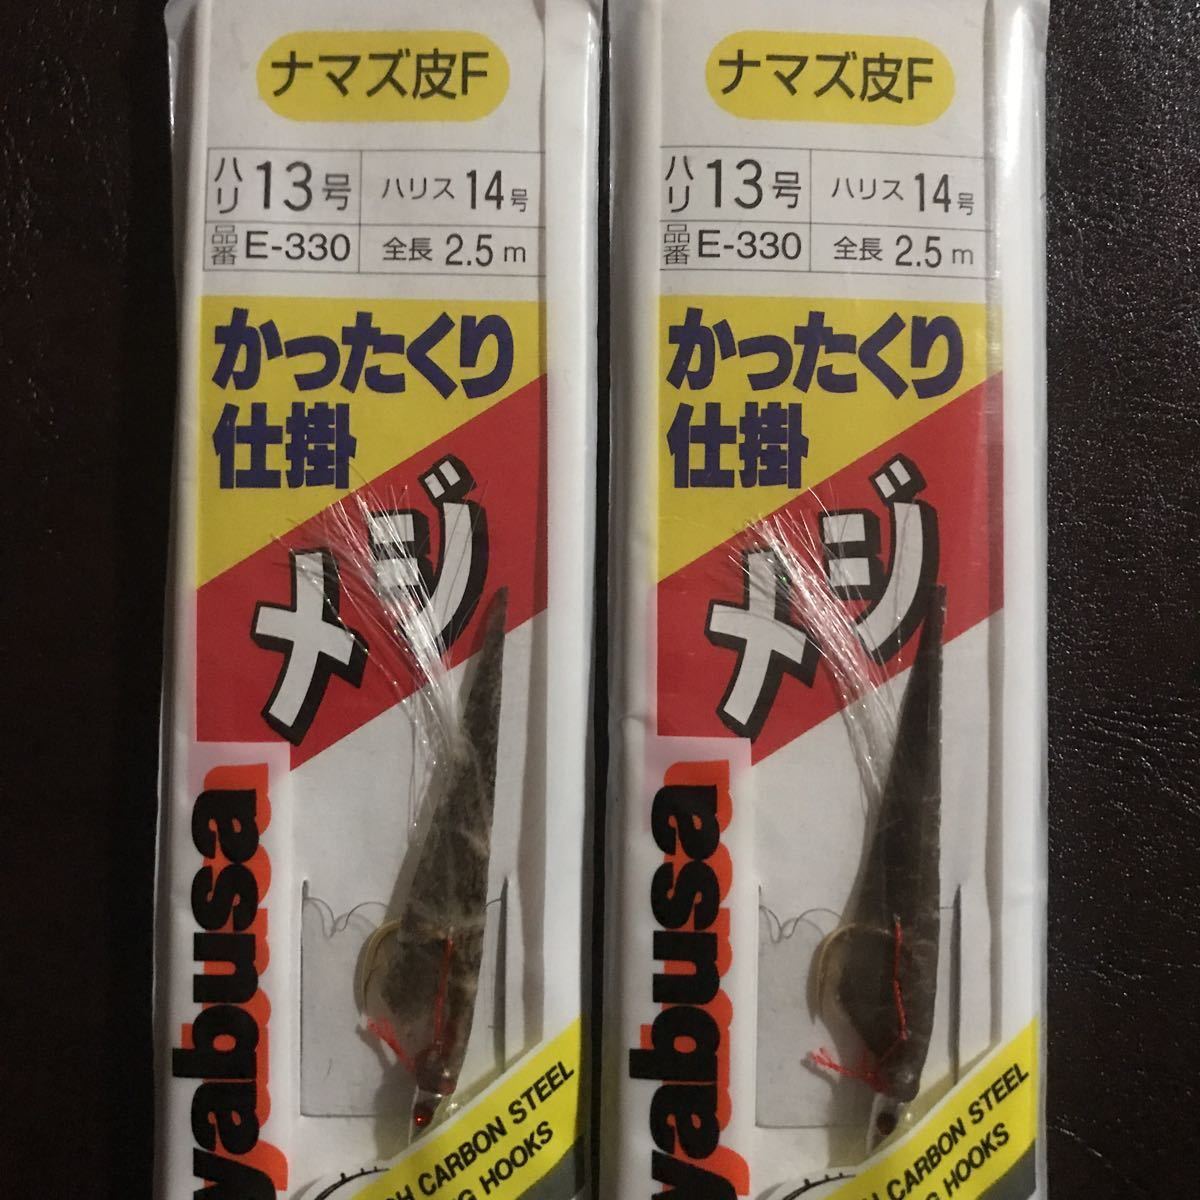 ナマズ皮F
ハリ 13号 ハリス 14号
品番 E-330 全長 2.5m
かったくり
仕掛
メジ
yabusa
CARBON STEEL
HOOKS
ナマズ皮F
ハリ 13号 ハリス 14号
品番 E-330 全長 2.5m
かったくり
仕掛
メジ
yabusa
CARBON STEEL
HOOKS